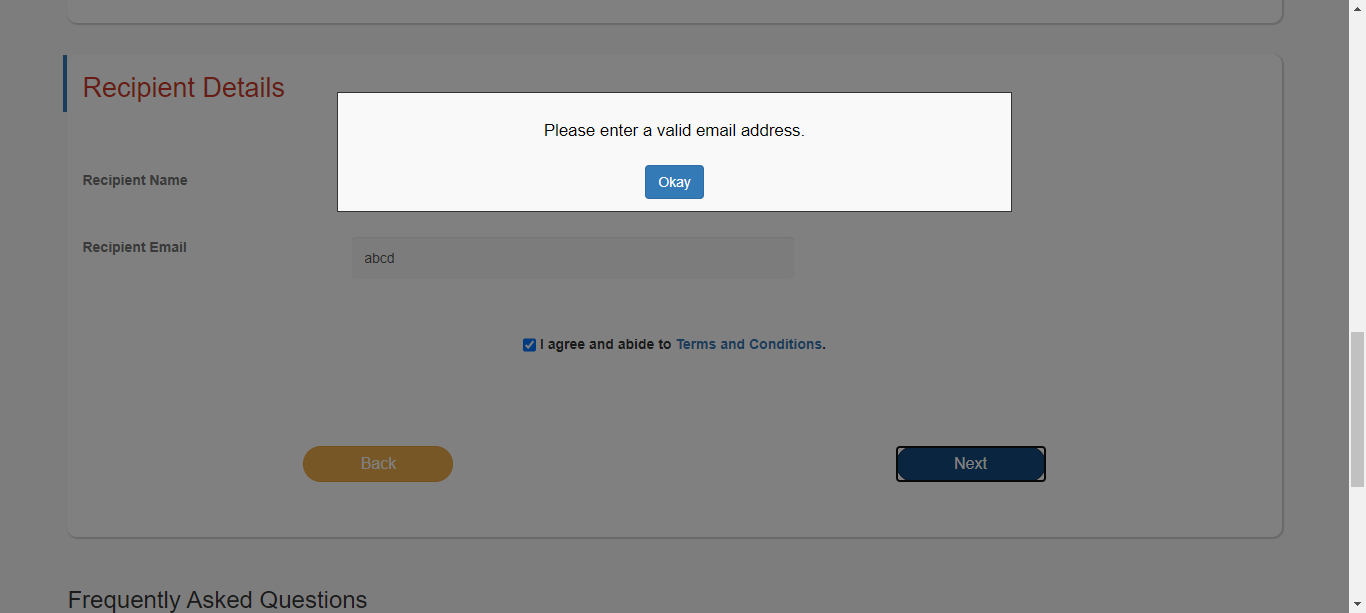 Recipient Details
Please enter a valid email address.
Okay
Recipient Name
Recipient Email
abcd
I agree and abide to Terms and Conditions.
Back
Next
Frequently Asked Questions